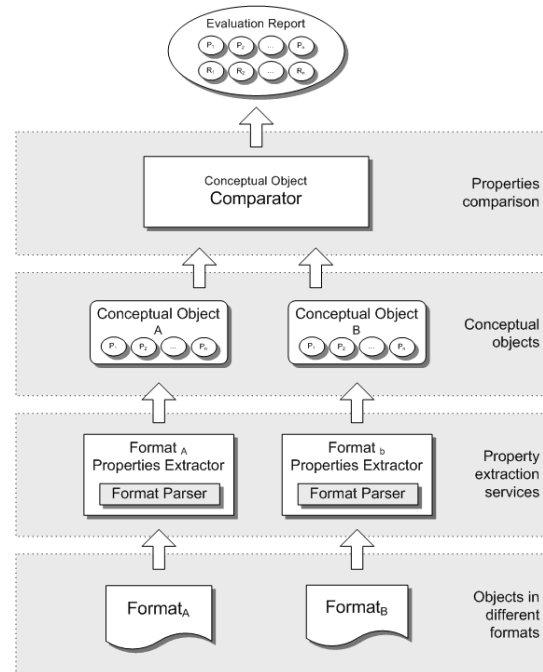 Evaluation Report
P1 P2 ... Pn
R1 R2 ... Rn
Conceptual Object
Comparator
Properties
comparison
Conceptual Object
A
P1 P2 ... Pn
Conceptual Object
B
P1 P2 ... Pn
Conceptual
objects
Format A
Properties Extractor
Format Parser
Format b
Properties Extractor
Format Parser
Property
extraction
services
FormatA
FormatB
Objects in
different
formats